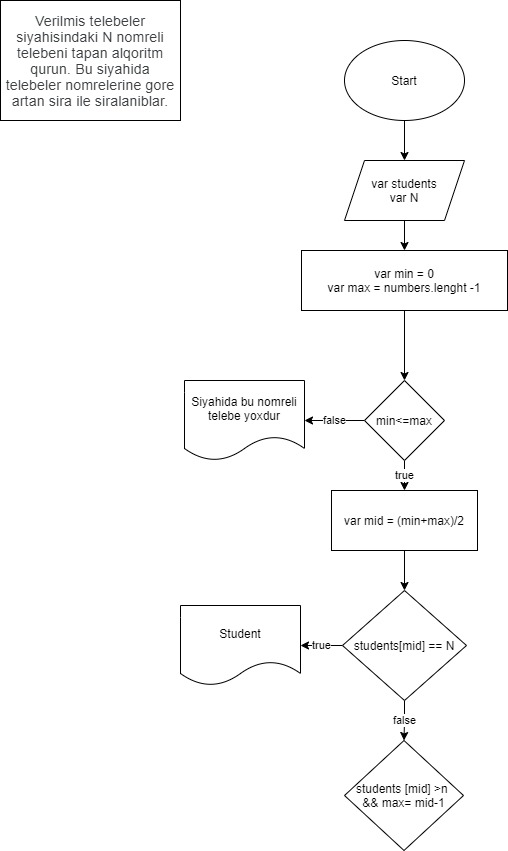 Verilmis telebeler
siyahisindaki N nomreli
telebeni tapan alqoritm
qurun. Bu siyahida
telebeler nomrelerine gore
artan sira ile siralaniblar.
Start
var students
var N
var min = 0
var max = numbers.lenght -1
Siyahida bu nomreli
telebe yoxdur
false
min<=max
true
var mid = (min+max)/2
Student
true
students[mid] == N
false
students [mid] >n
&& max= mid-1